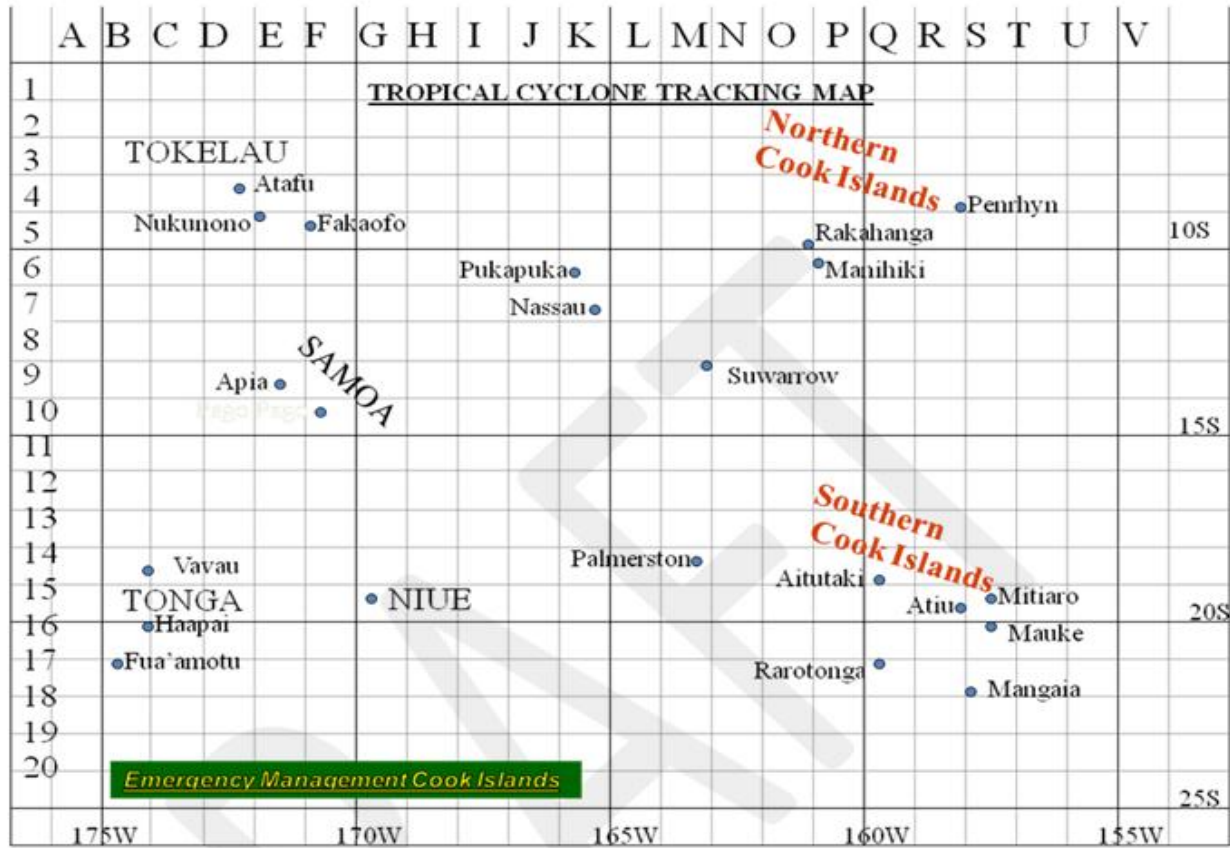 A B C D E F G H I J K L M N O P Q R S T U V
1
TROPICAL CYCLONE TRACKING MAP
2
Northern
Cook Islands
3
TOKELAU
4
Atafu
Penrhyn
Nukunono
Fakaofo
5
Rakahanga
10S
6
Pukapuka
Manihiki
7
Nassau
8
SAMOA
9
Apia
Suwarrow
10
Pago Pago
15S
11
12
13
Southern
Cook Islands
14
Vavau
Palmerston
Aitutaki
15
TONGA
NIUE
Atiu
Mitiaro
20S
16
Haapai
Mauke
17
Fua'amotu
Rarotonga
18
Mangaia
19
20
Emergency Management Cook Islands
25S
175W 170W 165W 160W 155W
DRAFT